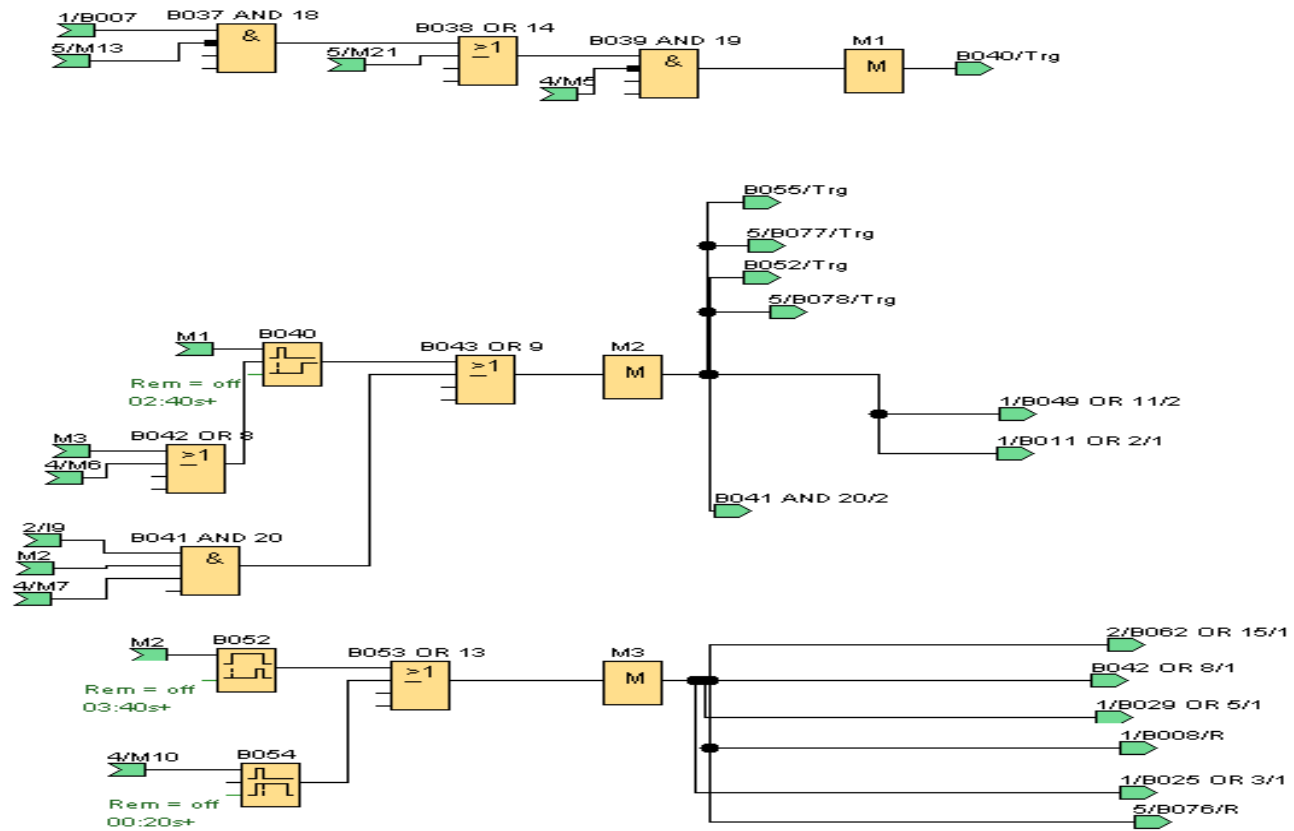 1/B007
B037 AND 18
&
5/M13
B038 OR 14
≥1
5/M21
B039 AND 19
&
4/M5
M1
M
B040/Trg
B055/Trg
5/B077/Trg
B052/Trg
5/B078/Trg
M1
B040
Rem = off
02:40s+
B043 OR 9
≥1
M2
M
1/B049 OR 11/2
1/B011 OR 2/1
M3
B042 OR 8
≥1
4/M6
B041 AND 20/2
2/I9
B041 AND 20
&
M2
4/M7
M2
B052
Rem = off
03:40s+
B053 OR 13
≥1
M3
M
2/B062 OR 15/1
B042 OR 8/1
1/B029 OR 5/1
1/B008/R
4/M10
B054
Rem = off
00:20s+
1/B025 OR 3/1
5/B076/R